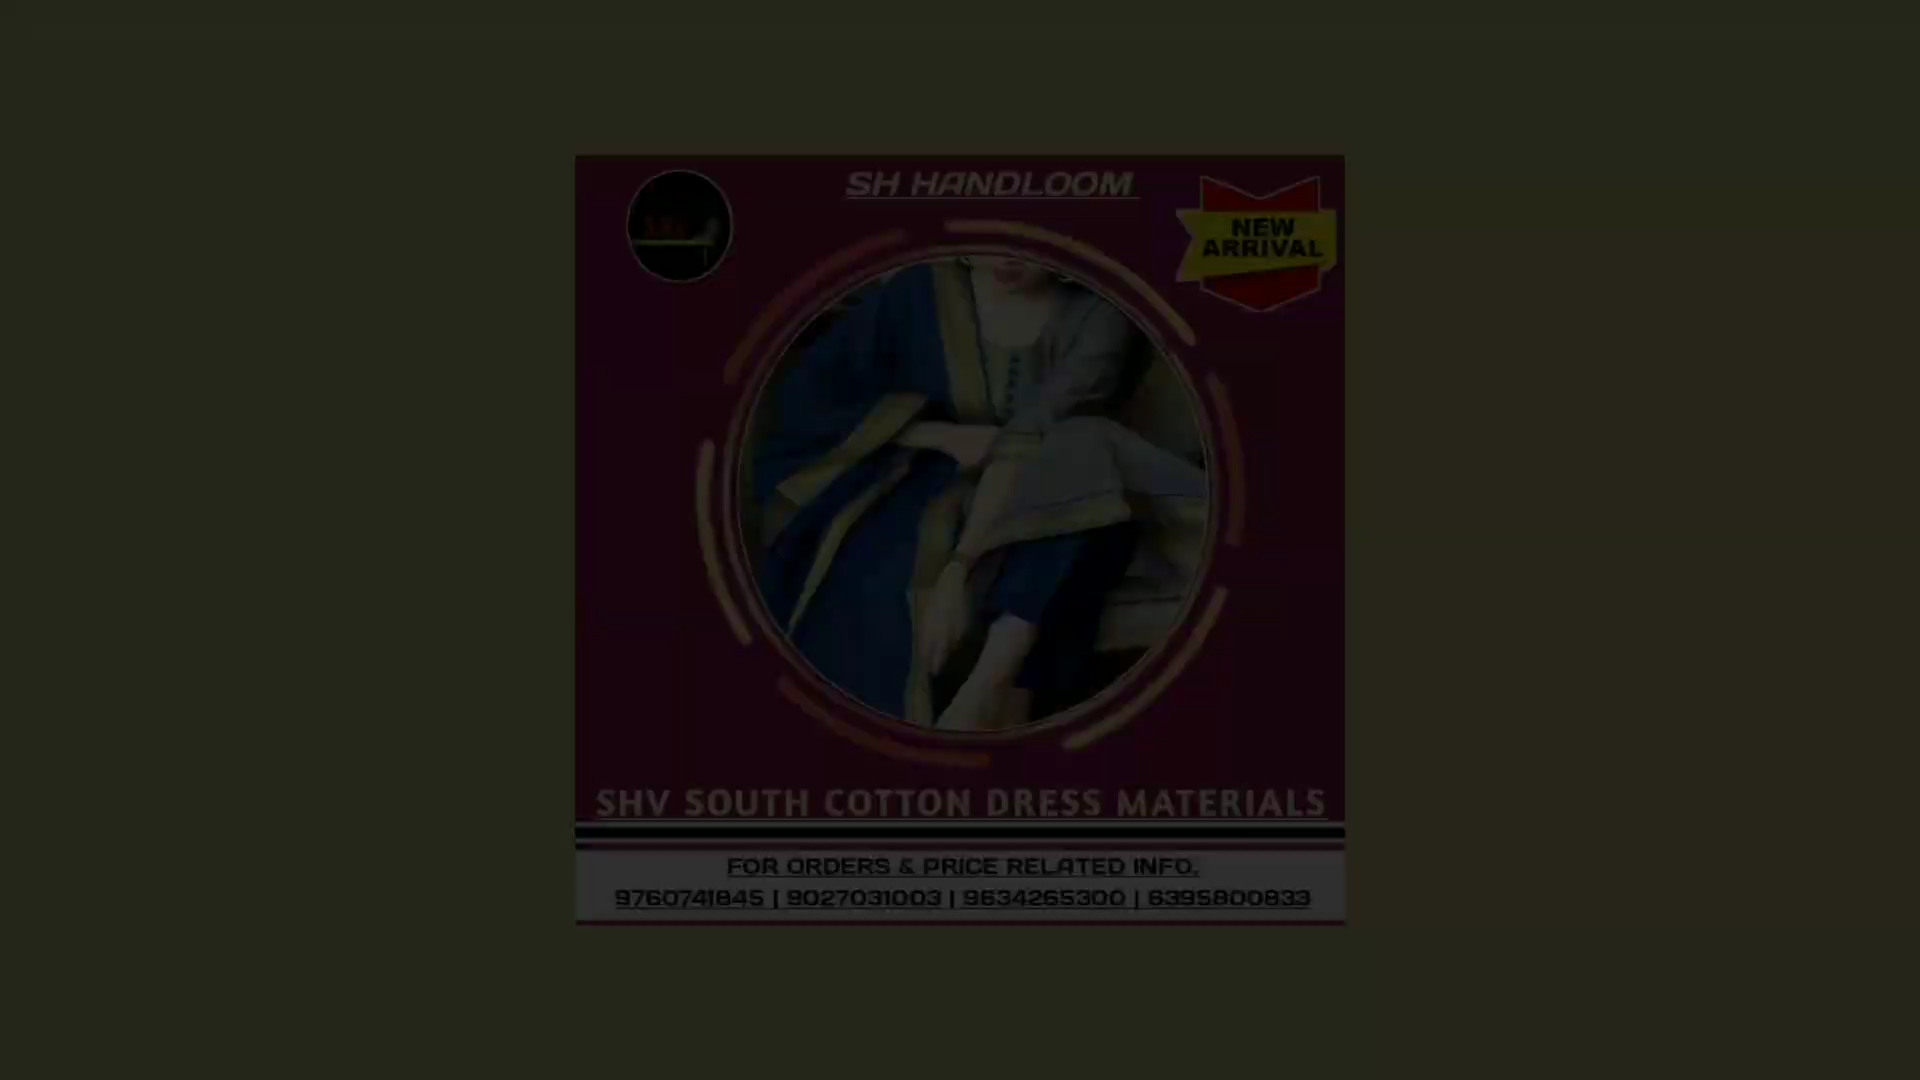 SH HANDLOOM
NEW
ARRIVAL
SHV SOUTH COTTON DRESS MATERIALS
FOR ORDERS & PRICE RELATED INFO.
9760741845 | 9027031003 | 9634265300 | 6395800833